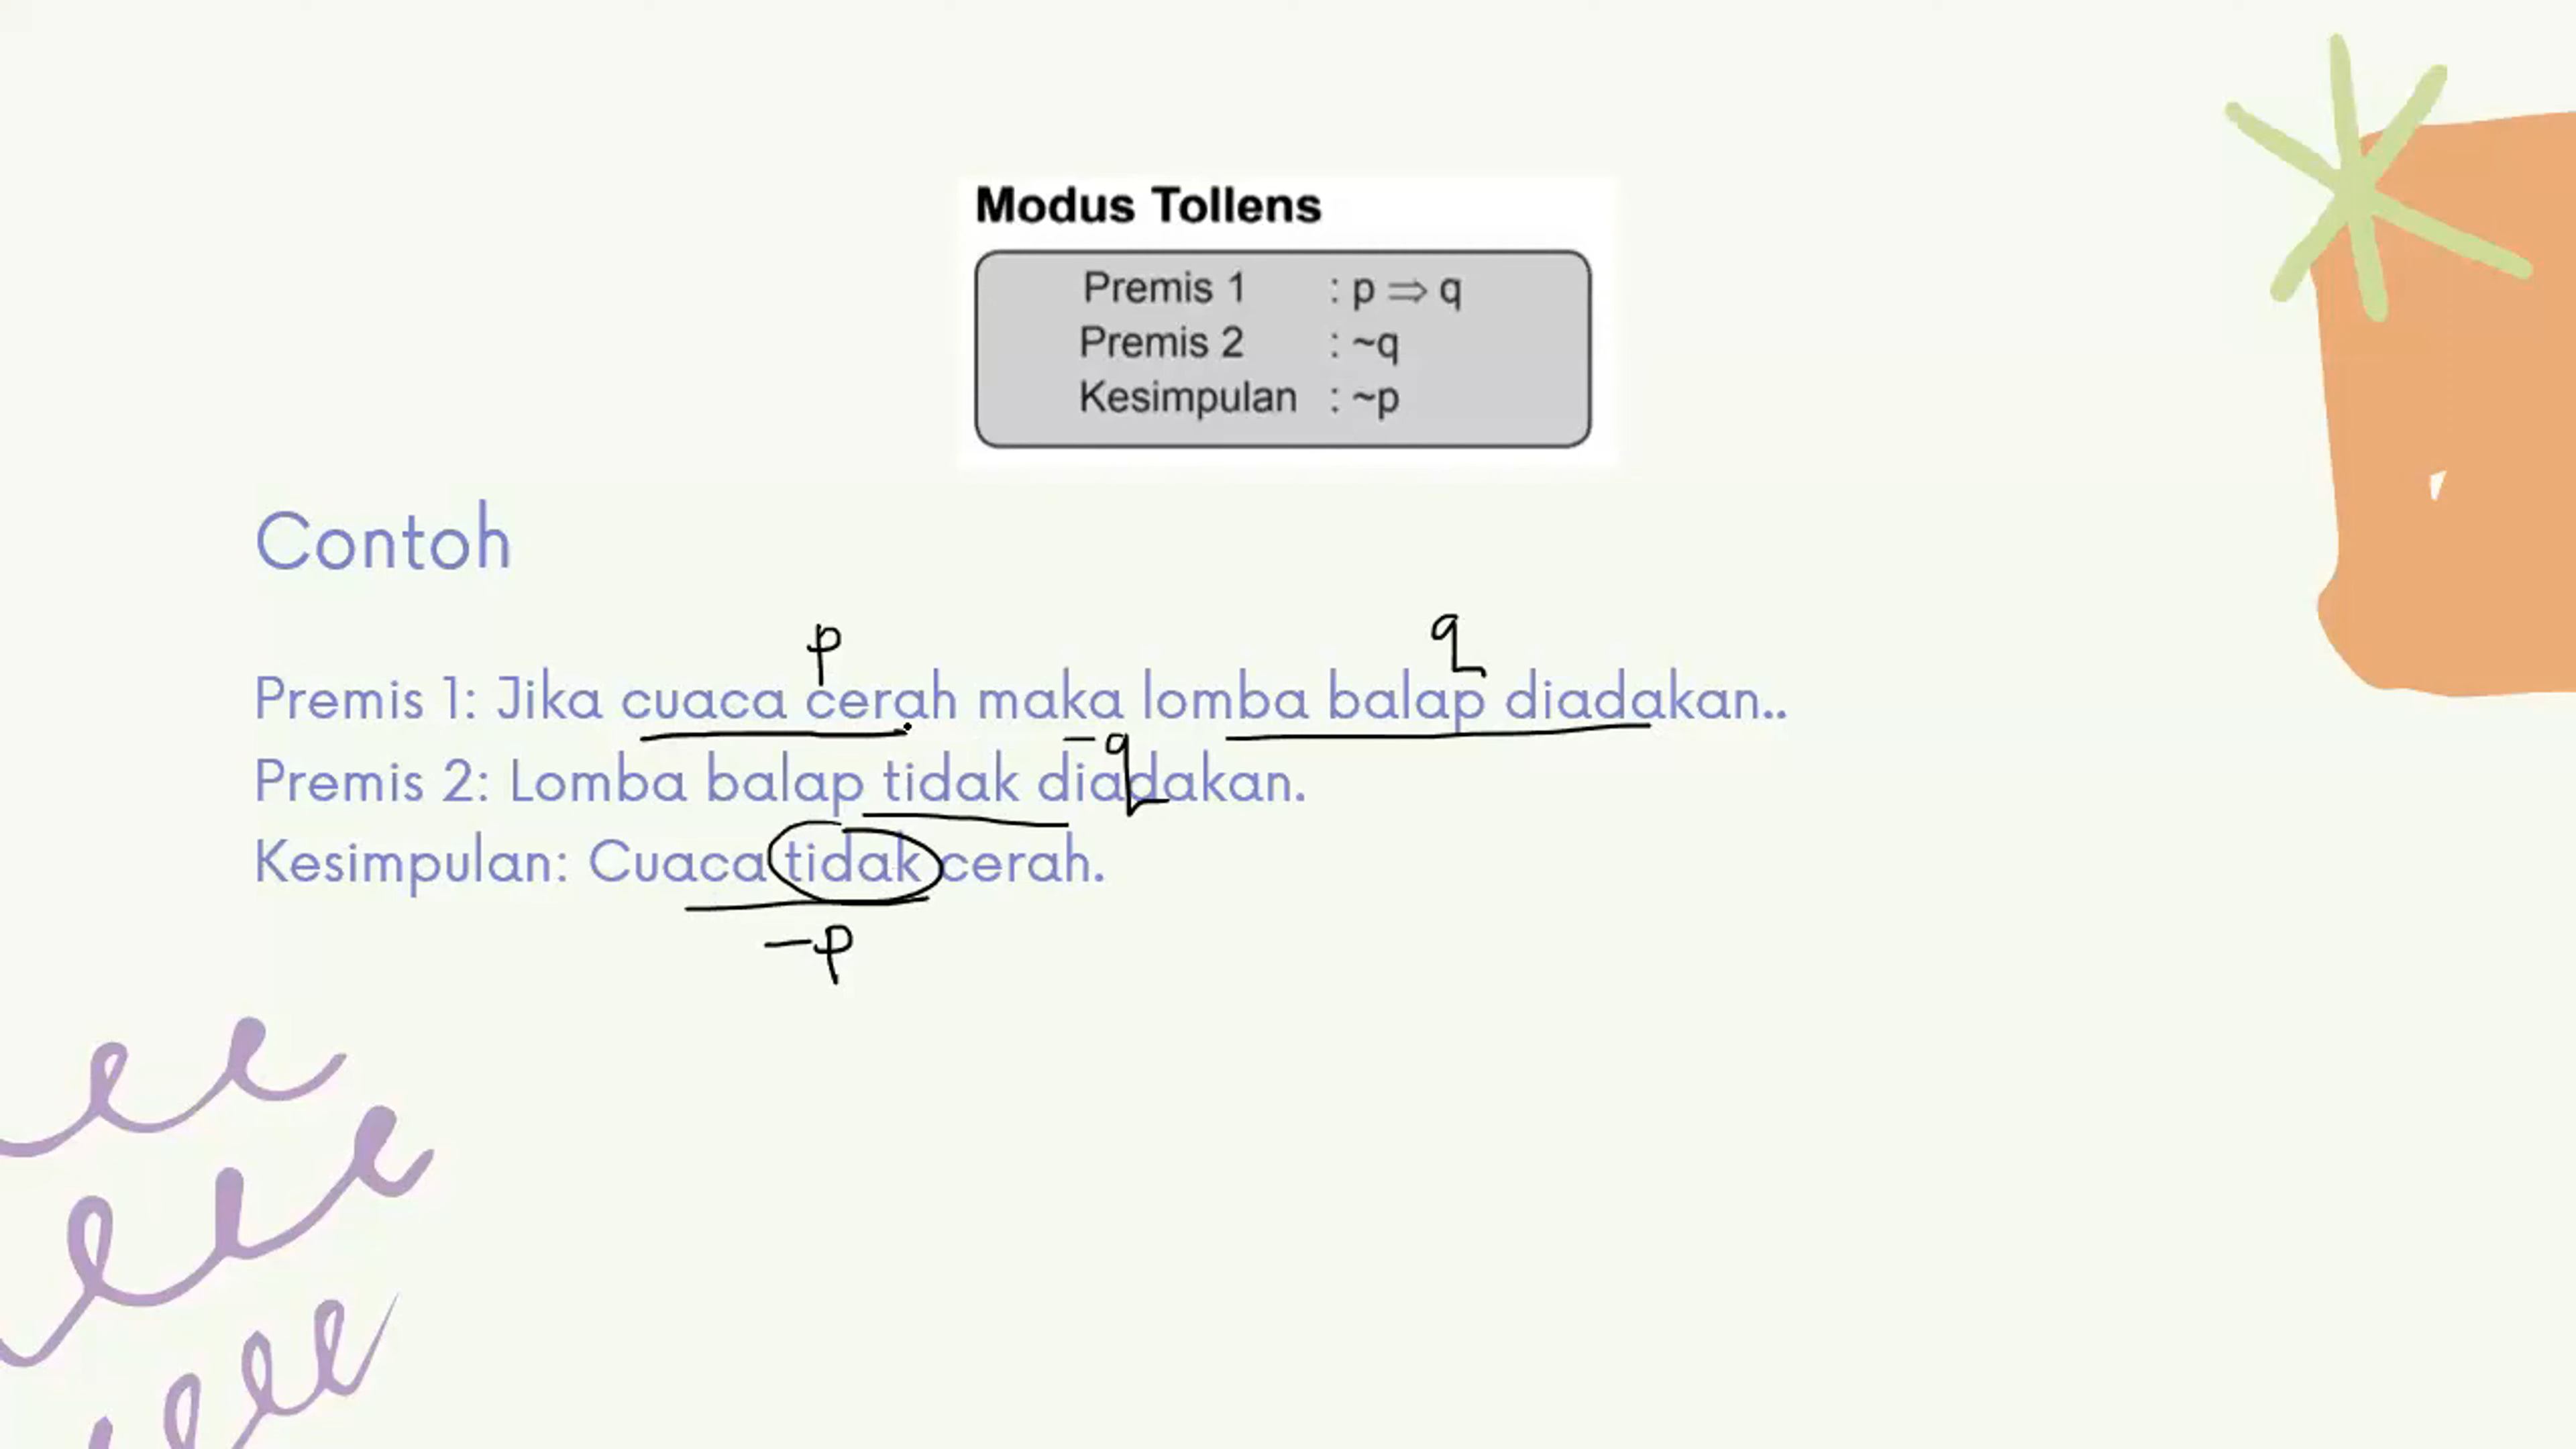 Modus Tollens
Premis 1 : p ⇒ q
Premis 2 : ~q
Kesimpulan : ~p
Contoh
p q
Premis 1: Jika cuaca cerah maka lomba balap diadakan..
–q
Premis 2: Lomba balap tidak diadakan.
Kesimpulan: Cuaca tidak cerah.
–p